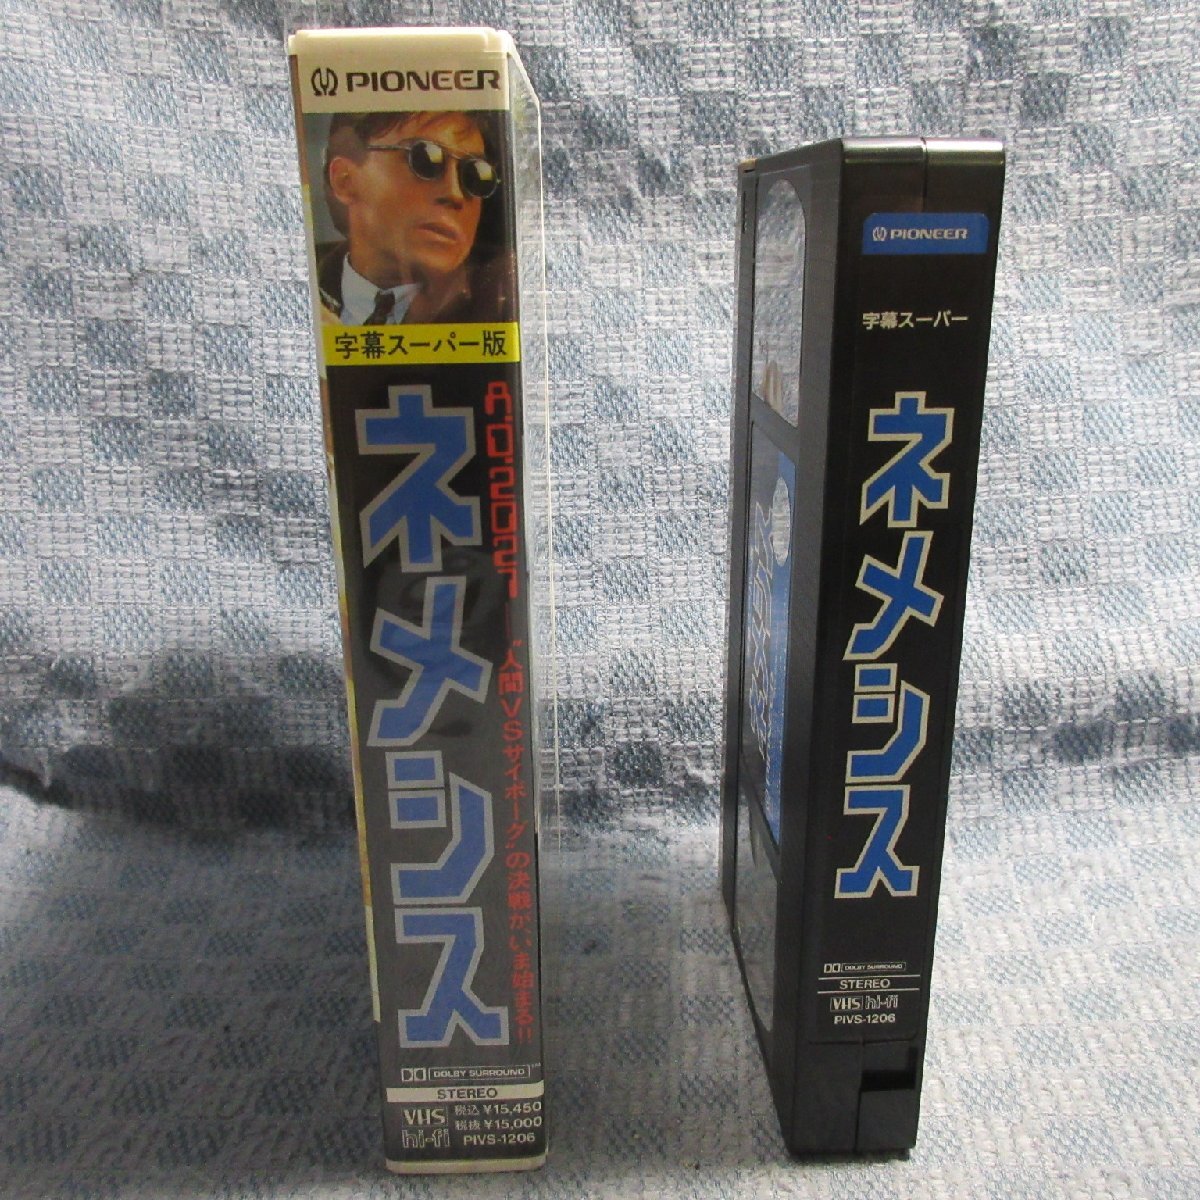 PIONEER
字幕スーパー版
ネメシス
A.D.2027
"人間VSサイボーグ"の決戦が、いま始まる!!
DOLBY SURROUND
STEREO
VHS
hi-fi
税込 ¥15,450
税抜 ¥15,000
PIVS-1206
PIONEER
字幕スーパー
ネメシス
DOLBY SURROUND
STEREO
VHS hi-fi
PIVS-1206